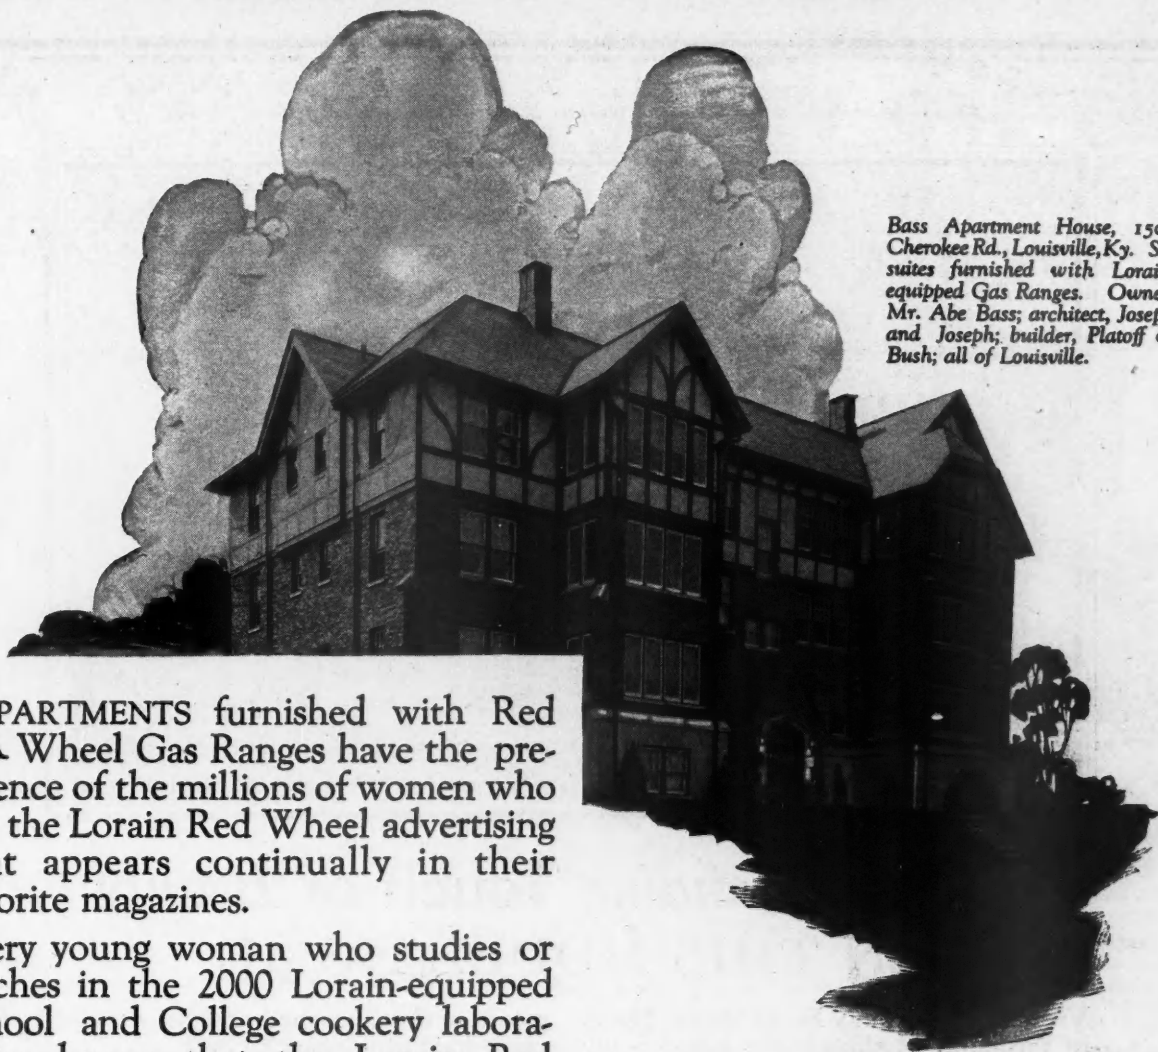 Bass Apartment House, 150
Cherokee Rd., Louisville, Ky. S
suites furnished with Lorai
equipped Gas Ranges. Owne
Mr. Abe Bass; architect, Josep
and Joseph; builder, Platoff
Bush; all of Louisville.
PARTMENTS furnished with Red
Wheel Gas Ranges have the pre-
ence of the millions of women who
the Lorain Red Wheel advertising
t appears continually in their
orite magazines.
ery young woman who studies or
ches in the 2000 Lorain-equipped
hool and College cookery labora-